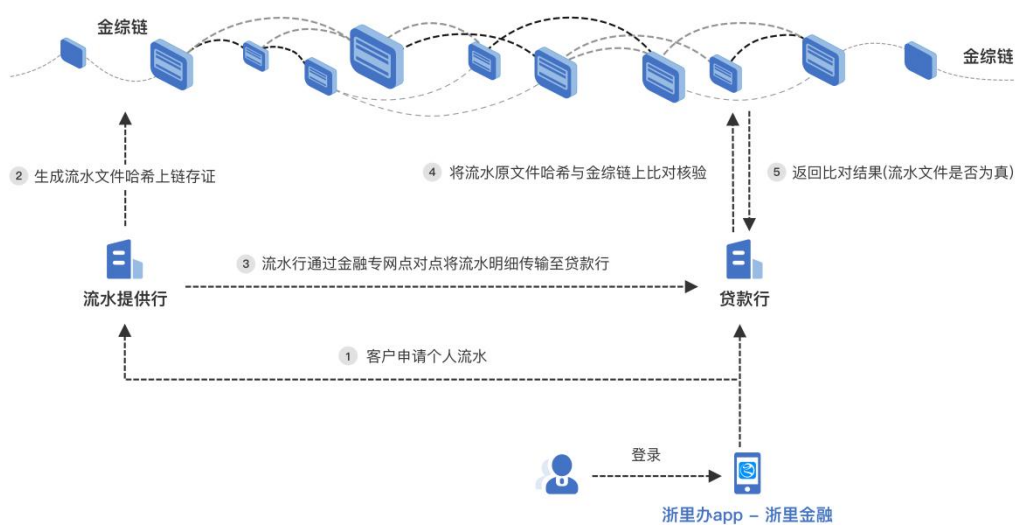 金综链
金综链
2 生成流水文件哈希上链存证
4 将流水原文件哈希与金综链上比对核验
5 返回比对结果(流水文件是否为真)
3 流水行通过金融专网点对点将流水明细传输至贷款行
流水提供行
贷款行
1 客户申请个人流水
登录
浙里办app – 浙里金融